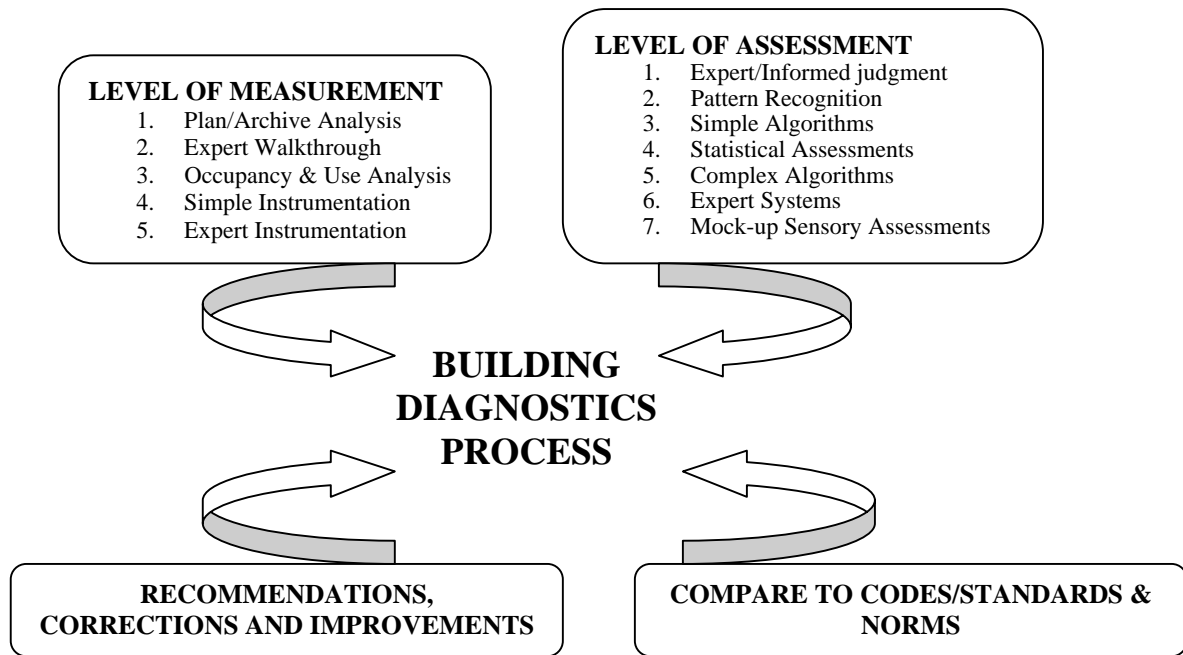 LEVEL OF MEASUREMENT
1. Plan/Archive Analysis
2. Expert Walkthrough
3. Occupancy & Use Analysis
4. Simple Instrumentation
5. Expert Instrumentation
LEVEL OF ASSESSMENT
1. Expert/Informed judgment
2. Pattern Recognition
3. Simple Algorithms
4. Statistical Assessments
5. Complex Algorithms
6. Expert Systems
7. Mock-up Sensory Assessments
BUILDING
DIAGNOSTICS
PROCESS
RECOMMENDATIONS,
CORRECTIONS AND IMPROVEMENTS
COMPARE TO CODES/STANDARDS &
NORMS